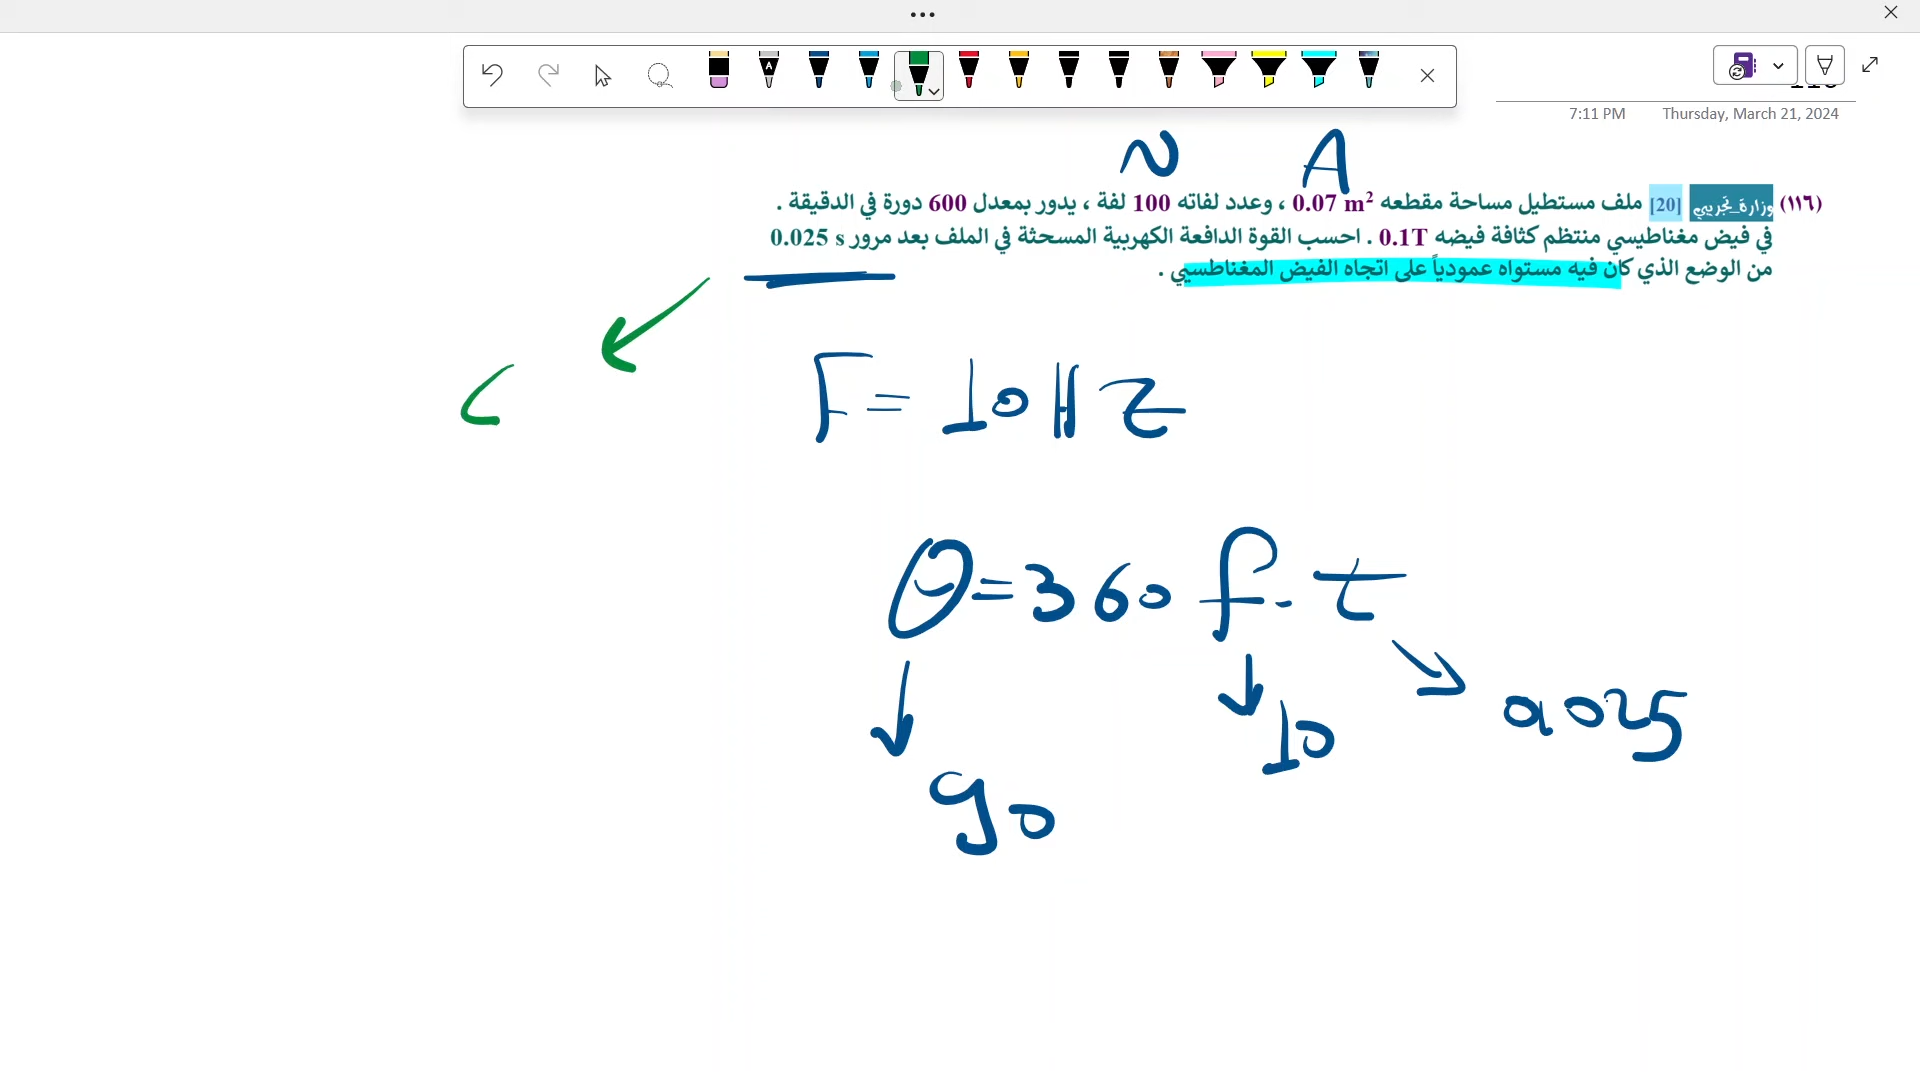 7:11 PM Thursday, March 21, 2024
N A
(١١٦) وزارة_تجريبي [20] ملف مستطيل مساحة مقطعه 0.07 m² ، وعدد لفاته 100 لفة ، يدور بمعدل 600 دورة في الدقيقة .
في فيض مغناطيسي منتظم كثافة فيضه 0.1T . احسب القوة الدافعة الكهربية المسحثة في الملف بعد مرور 0.025 s
من الوضع الذي كان فيه مستواه عمودياً على اتجاه الفيض المغناطسيي .
F = 10 HZ
θ = 360 f . t
10
0.025
90